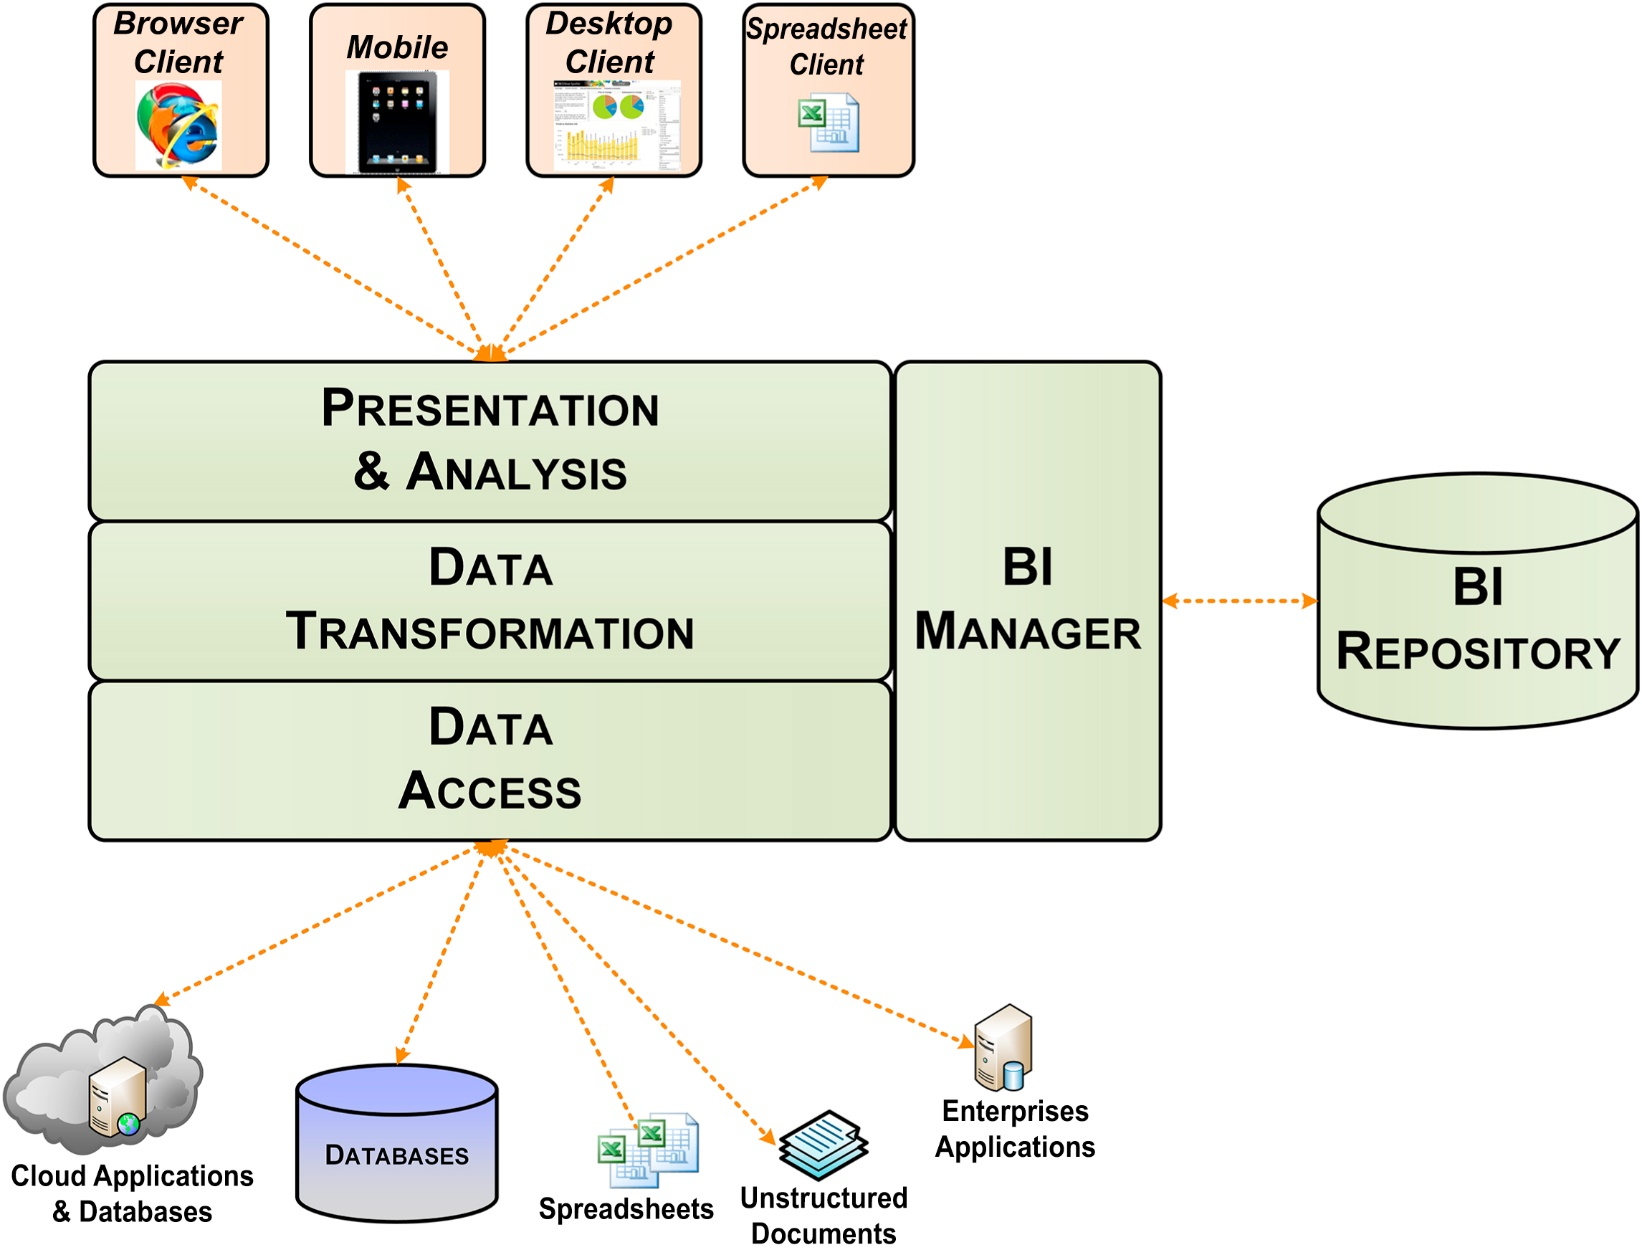 Browser
Client
Mobile
Desktop
Client
Spreadsheet
Client
PRESENTATION
& ANALYSIS
DATA
TRANSFORMATION
DATA
ACCESS
BI
MANAGER
BI
REPOSITORY
Cloud Applications
& Databases
DATABASES
Spreadsheets
Unstructured
Documents
Enterprises
Applications